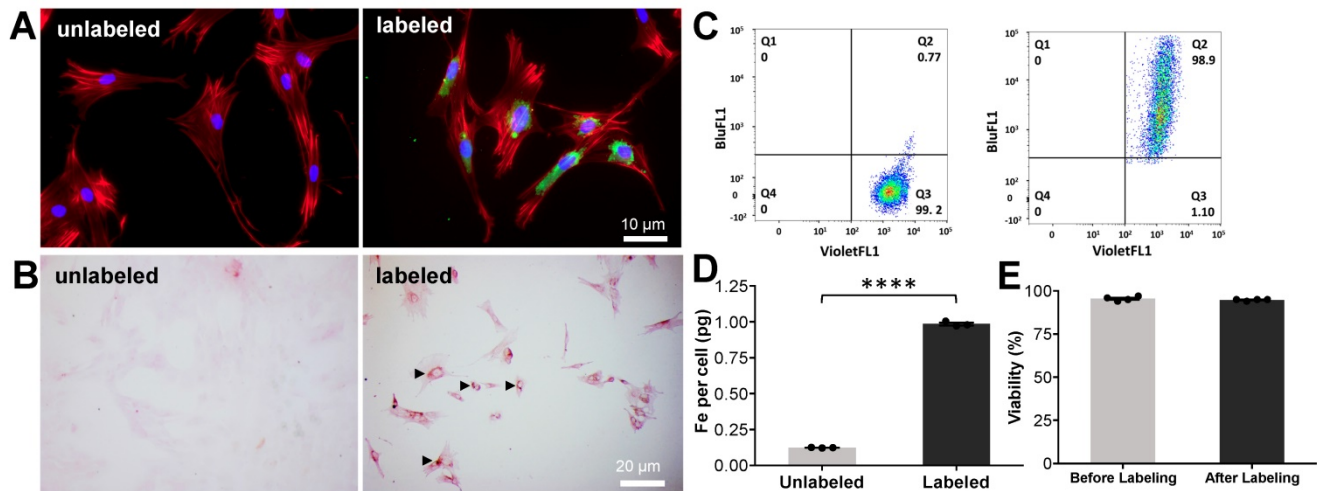 A
unlabeled
labeled
10 µm
B
unlabeled
labeled
20 µm
C
Q1
0
Q2
0.77
Q4
0
Q3
99. 2
10⁵
10⁴
10³
10²
0
-10²
BluFL1
0
10¹
10²
10³
10⁴
10⁵
VioletFL1
Q1
0
Q2
98.9
Q4
0
Q3
1.10
10⁵
10⁴
10³
10²
0
-10²
BluFL1
0
10¹
10²
10³
10⁴
10⁵
VioletFL1
D
****
Fe per cell (pg)
1.25
1.00
0.75
0.50
0.25
0.00
Unlabeled
Labeled
E
Viability (%)
100
75
50
25
0
Before Labeling
After Labeling